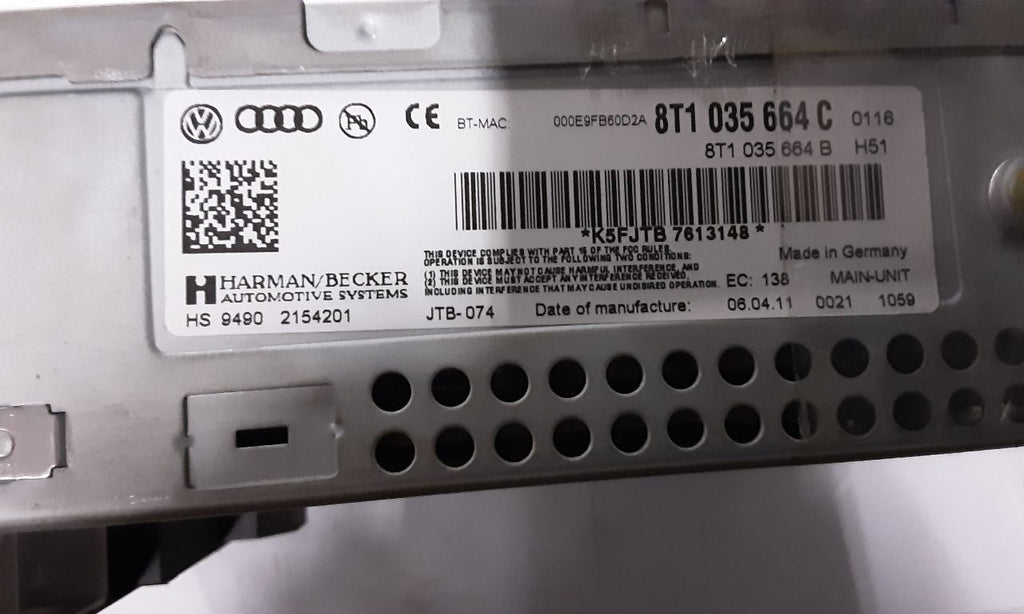 CE BT-MAC: 000E9FB60D2A 8T1 035 664 C 0116
8T1 035 664 B H51
*K5FJTB 7613148*
THIS DEVICE COMPLIES WITH PART 15 OF THE FCC RULES.
OPERATION IS SUBJECT TO THE FOLLOWING TWO CONDITIONS:
(1) THIS DEVICE MAY NOT CAUSE HARMFUL INTERFERENCE, AND
(2) THIS DEVICE MUST ACCEPT ANY INTERFERENCE RECEIVED,
INCLUDING INTERFERENCE THAT MAY CAUSE UNDISIRED OPERATION.
Made in Germany
EC: 138 MAIN-UNIT
HARMAN/BECKER
AUTOMOTIVE SYSTEMS
HS 9490 2154201 JTB-074 Date of manufacture: 06.04.11 0021 1059